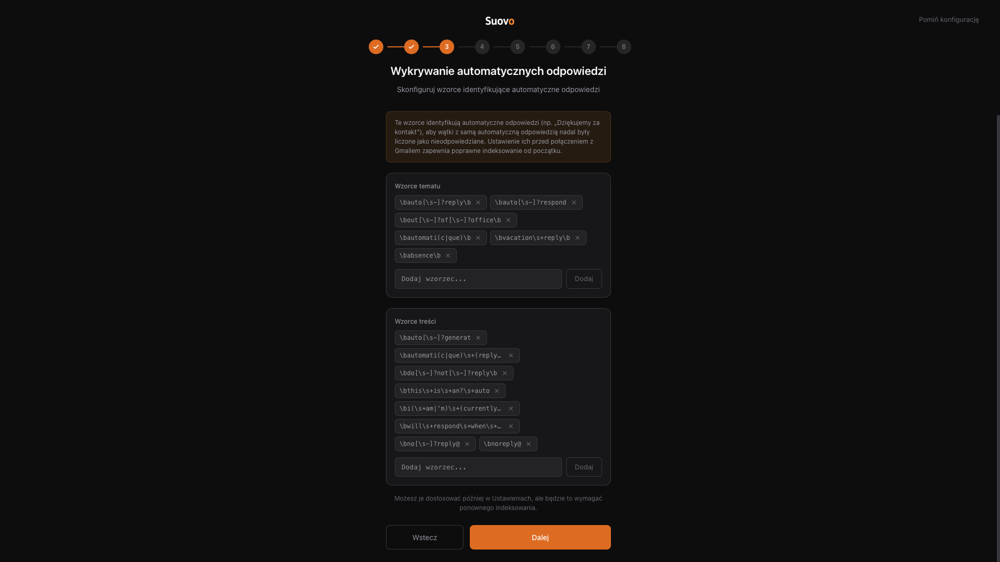 Suovo
Pomiń konfigurację
3 4 5 6 7 8
Wykrywanie automatycznych odpowiedzi
Skonfiguruj wzorce identyfikujące automatyczne odpowiedzi
Te wzorce identyfikują automatyczne odpowiedzi (np. „Dziękujemy za
kontakt”), aby wątki z samą automatyczną odpowiedzią nadal były
liczone jako nieodpowiedziane. Ustawienie ich przed połączeniem z
Gmailem zapewnia poprawne indeksowanie od początku.
Wzorce tematu
\bauto[\s-]?reply\b × \bauto[\s-]?respond ×
\bout[\s-]?of[\s-]?office\b ×
\bautomati(c|que)\b × \bvacation\s+reply\b ×
\babsence\b ×
Dodaj wzorzec... Dodaj
Wzorce treści
\bauto[\s-]?generat ×
\bautomati(c|que)\s+(reply… ×
\bdo[\s-]?not[\s-]?reply\b ×
\bthis\s+is\s+an?\s+auto ×
\bi(\s+am|'m)\s+(currently… ×
\bwill\s+respond\s+when\s+… ×
\bno[\s-]?reply@ × \bnoreply@ ×
Dodaj wzorzec... Dodaj
Możesz je dostosować później w Ustawieniach, ale będzie to wymagać
ponownego indeksowania.
Wstecz Dalej